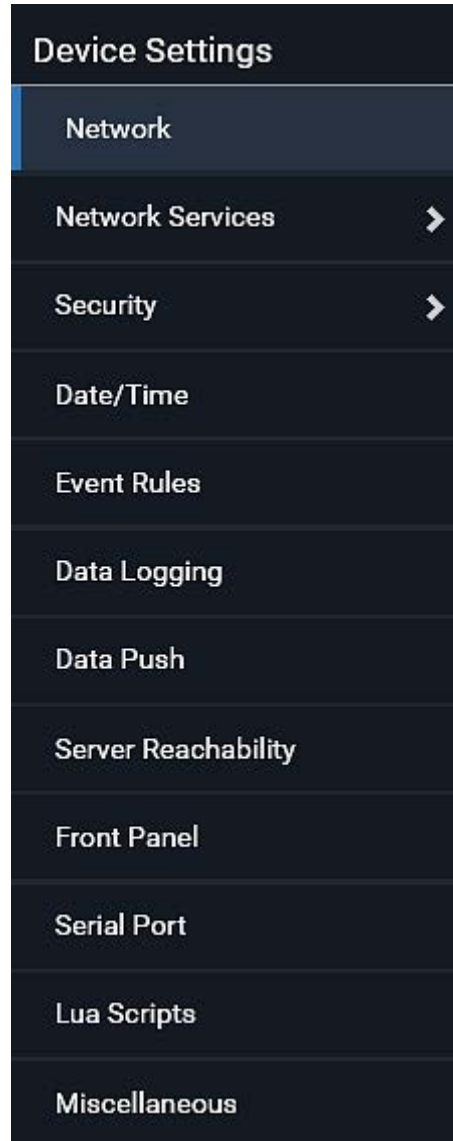 Device Settings
Network
Network Services
Security
Date/Time
Event Rules
Data Logging
Data Push
Server Reachability
Front Panel
Serial Port
Lua Scripts
Miscellaneous